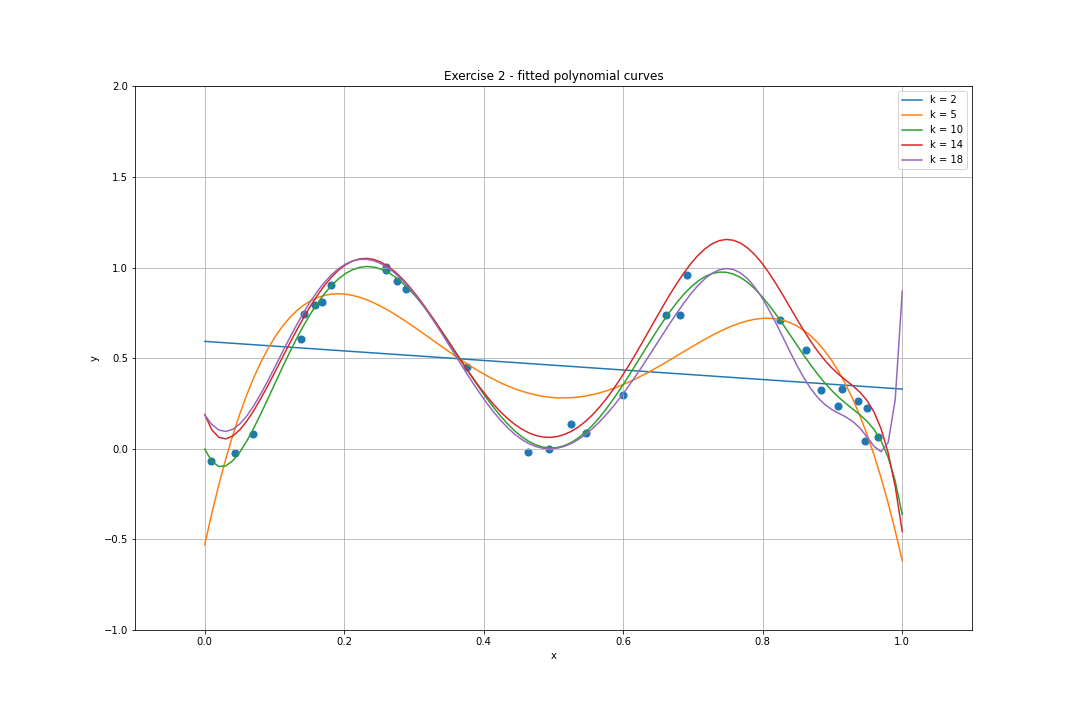 Exercise 2 - fitted polynomial curves
2.0
1.5
1.0
0.5
0.0
−0.5
−1.0
y
0.0 0.2 0.4 0.6 0.8 1.0
x
k = 2
k = 5
k = 10
k = 14
k = 18